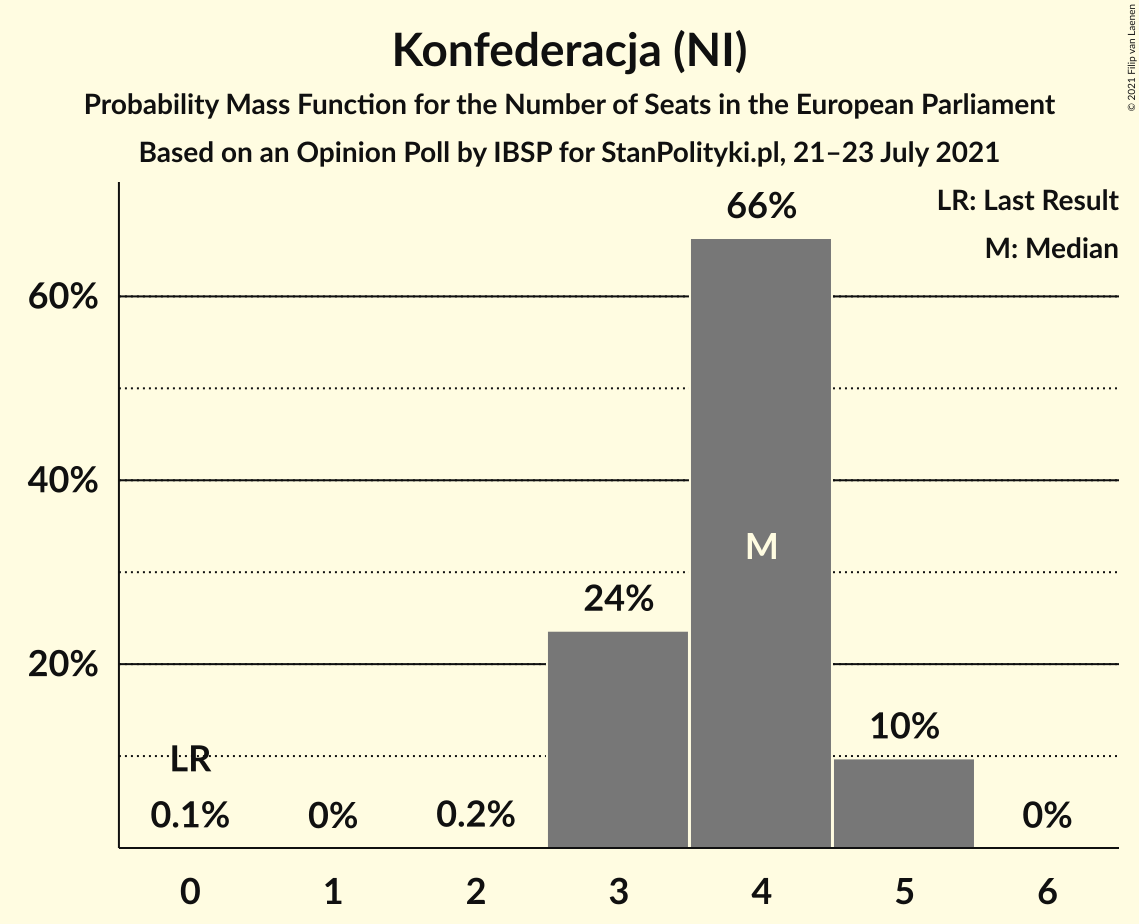 Konfederacja (NI)
Probability Mass Function for the Number of Seats in the European Parliament
Based on an Opinion Poll by IBSP for StanPolityki.pl, 21–23 July 2021
© 2021 Filip van Laenen
LR: Last Result
M: Median
66%
60%
40%
M
24%
20%
10%
LR
0.1% 0% 0.2% 0%
0 1 2 3 4 5 6